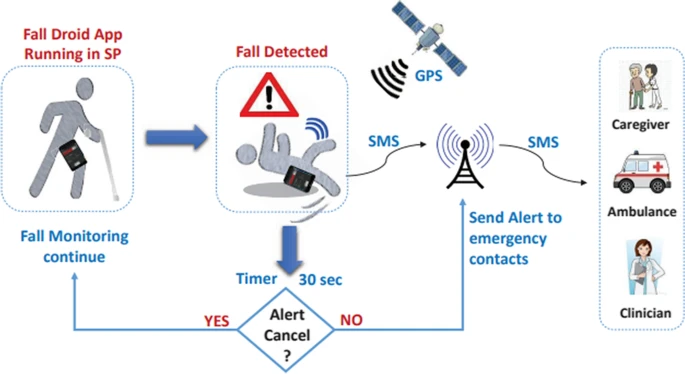 Fall Droid App
Running in SP
Fall Detected
GPS
SMS
SMS
Caregiver
Ambulance
Clinician
Fall Monitoring
continue
Send Alert to
emergency
contacts
Timer 30 sec
YES
Alert
Cancel
?
NO